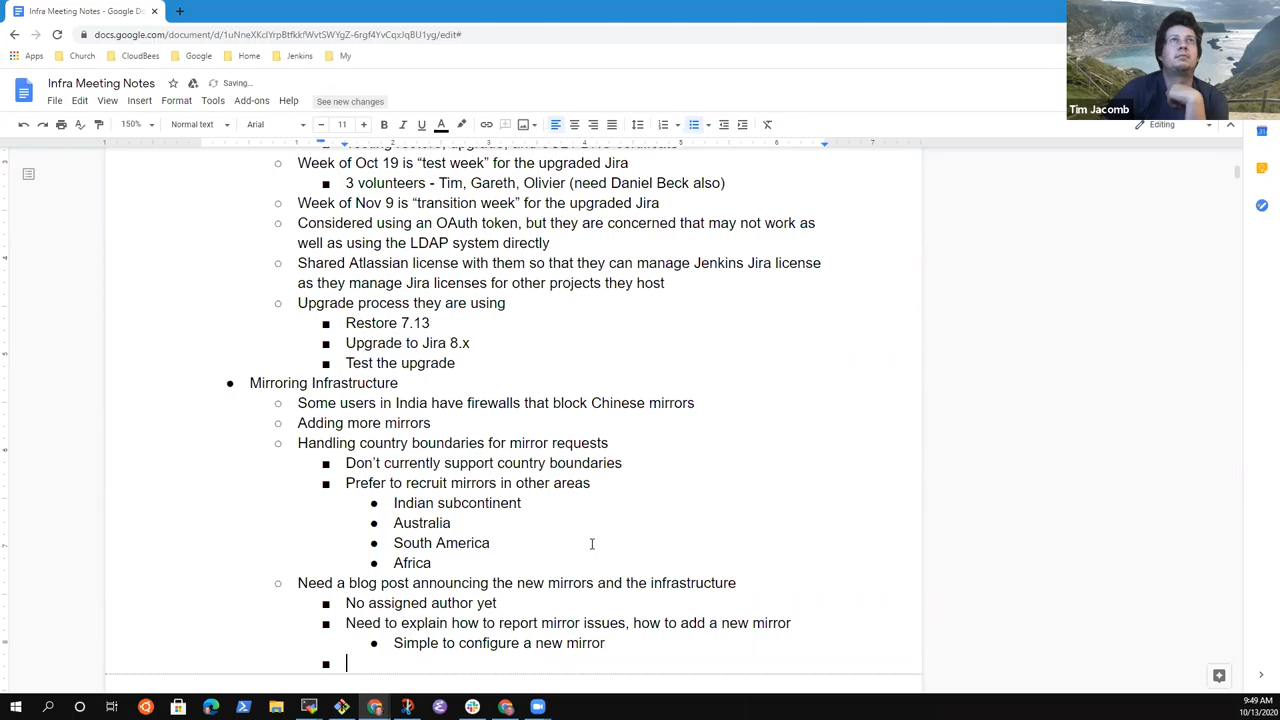 Infra Meeting Notes - Google Do
docs.google.com/document/d/1uNneXKcIYrpBtfkkfWvtSWYgZ-6rgf4YvCqxJqBU1yg/edit#
Apps
Church
CloudBees
Google
Home
Jenkins
My
Infra Meeting Notes
Saving...
File Edit View Insert Format Tools Add-ons Help
See new changes
150%
Normal text
Arial
11
Editing
Tim Jacomb
Week of Oct 19 is “test week” for the upgraded Jira
3 volunteers - Tim, Gareth, Olivier (need Daniel Beck also)
Week of Nov 9 is “transition week” for the upgraded Jira
Considered using an OAuth token, but they are concerned that may not work as
well as using the LDAP system directly
Shared Atlassian license with them so that they can manage Jenkins Jira license
as they manage Jira licenses for other projects they host
Upgrade process they are using
Restore 7.13
Upgrade to Jira 8.x
Test the upgrade
Mirroring Infrastructure
Some users in India have firewalls that block Chinese mirrors
Adding more mirrors
Handling country boundaries for mirror requests
Don’t currently support country boundaries
Prefer to recruit mirrors in other areas
Indian subcontinent
Australia
South America
Africa
Need a blog post announcing the new mirrors and the infrastructure
No assigned author yet
Need to explain how to report mirror issues, how to add a new mirror
Simple to configure a new mirror
9:49 AM
10/13/2020